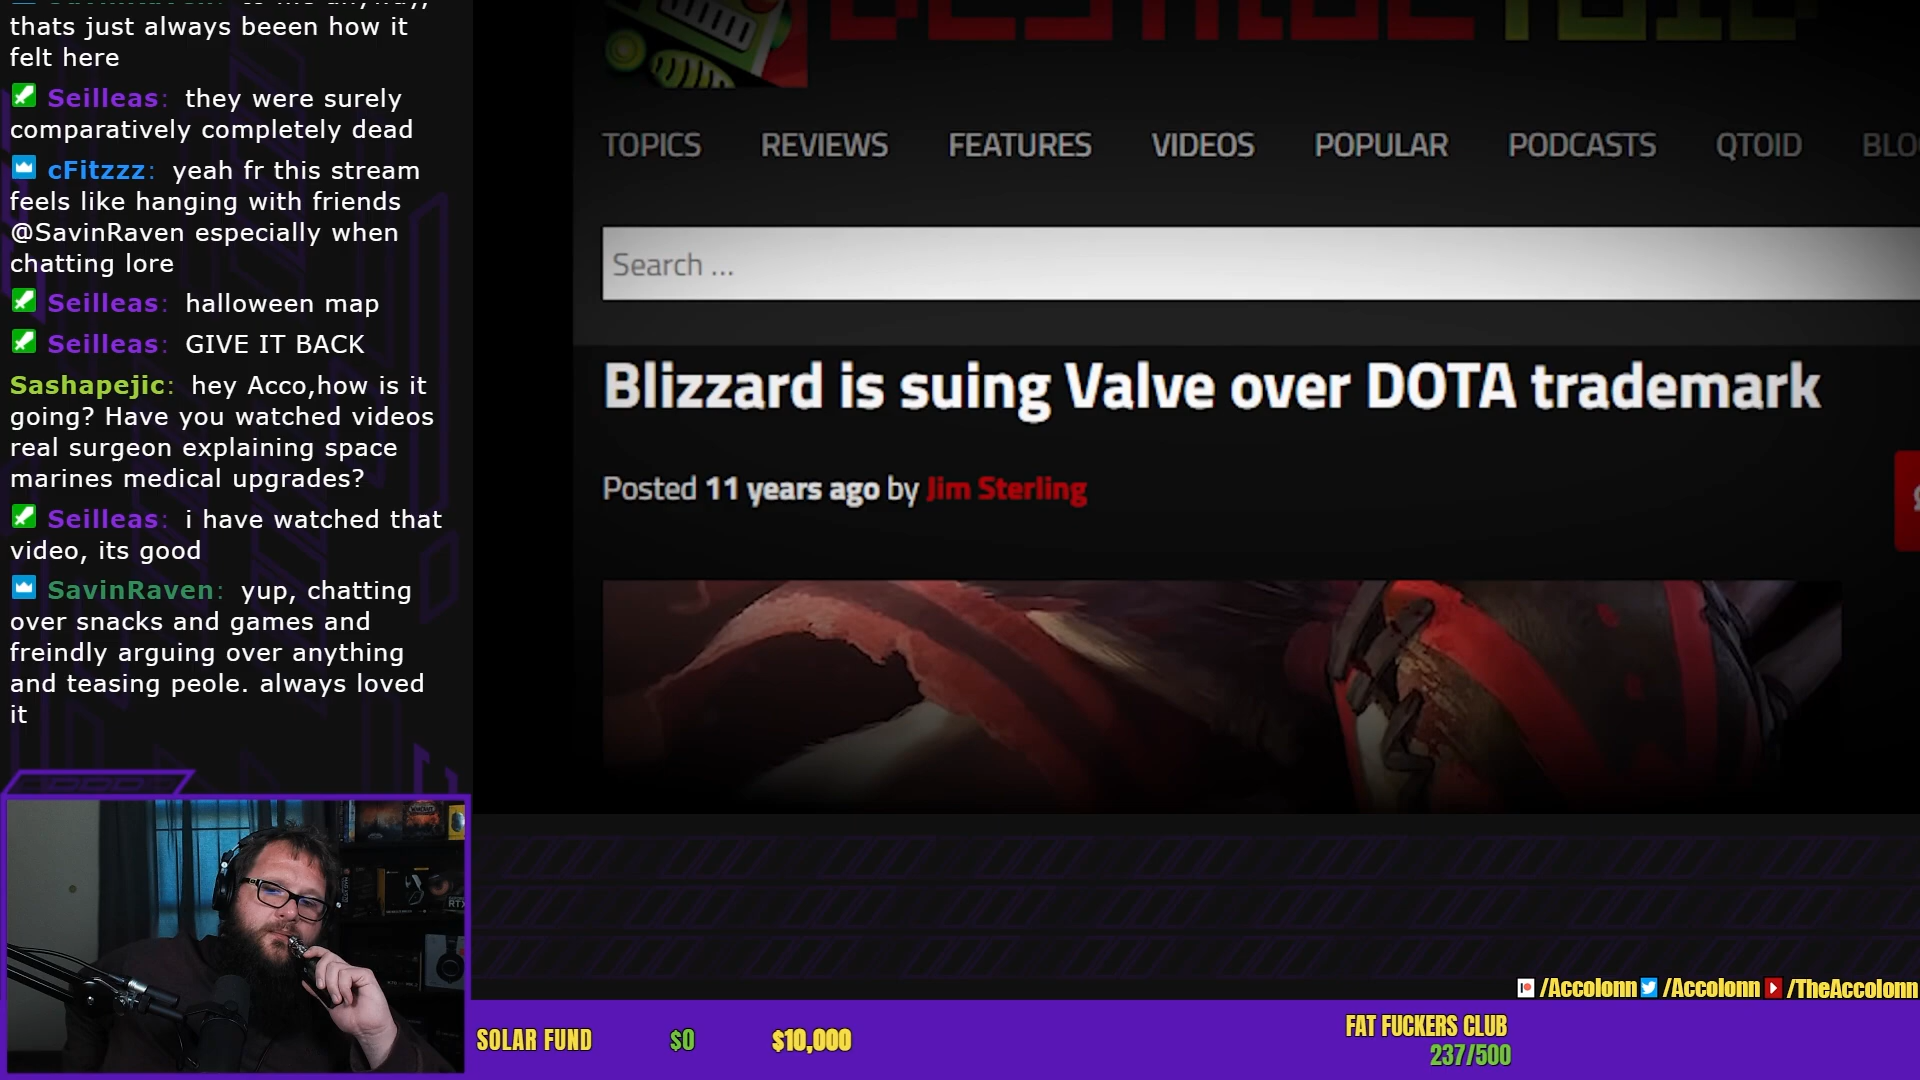 thats just always beeen how it
felt here
Seilleas: they were surely
comparatively completely dead
cFitzzz: yeah fr this stream
feels like hanging with friends
@SavinRaven especially when
chatting lore
Seilleas: halloween map
Seilleas: GIVE IT BACK
Sashapejic: hey Acco,how is it
going? Have you watched videos
real surgeon explaining space
marines medical upgrades?
Seilleas: i have watched that
video, its good
SavinRaven: yup, chatting
over snacks and games and
freindly arguing over anything
and teasing peole. always loved
it
TOPICS REVIEWS FEATURES VIDEOS POPULAR PODCASTS QTOID BLO
Search ...
Blizzard is suing Valve over DOTA trademark
Posted 11 years ago by Jim Sterling
/Accolonn /Accolonn /TheAccolonn
SOLAR FUND $0 $10,000
FAT FUCKERS CLUB
237/500